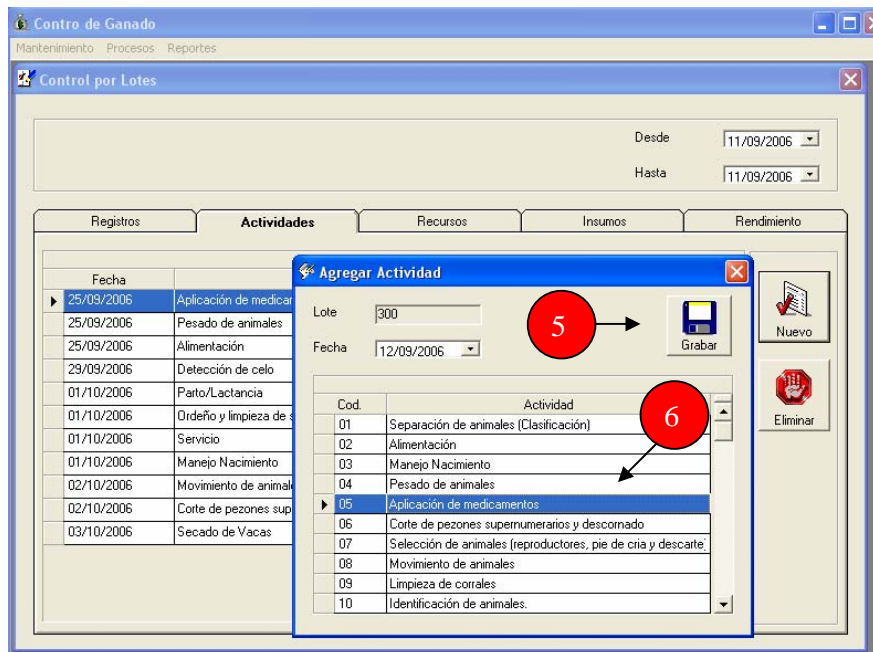 Contro de Ganado
Mantenimiento Procesos Reportes
Control por Lotes
Desde 11/09/2006
Hasta 11/09/2006
Registros Actividades Recursos Insumos Rendimiento
Fecha
25/09/2006 Aplicación de medicar
25/09/2006 Pesado de animales
25/09/2006 Alimentación
29/09/2006 Detección de celo
01/10/2006 Parto/Lactancia
01/10/2006 Ordeño y limpieza de s
01/10/2006 Servicio
01/10/2006 Manejo Nacimiento
02/10/2006 Movimiento de animal
02/10/2006 Corte de pezones sup
03/10/2006 Secado de Vacas
Agregar Actividad
Lote 300
Fecha 12/09/2006
5
Grabar
Cod. Actividad
6
01 Separación de animales (Clasificación)
02 Alimentación
03 Manejo Nacimiento
04 Pesado de animales
05 Aplicación de medicamentos
06 Corte de pezones supernumerarios y descornado
07 Selección de animales (reproductores, pie de cria y descarte)
08 Movimiento de animales
09 Limpieza de corrales
10 Identificación de animales.
Nuevo
Eliminar